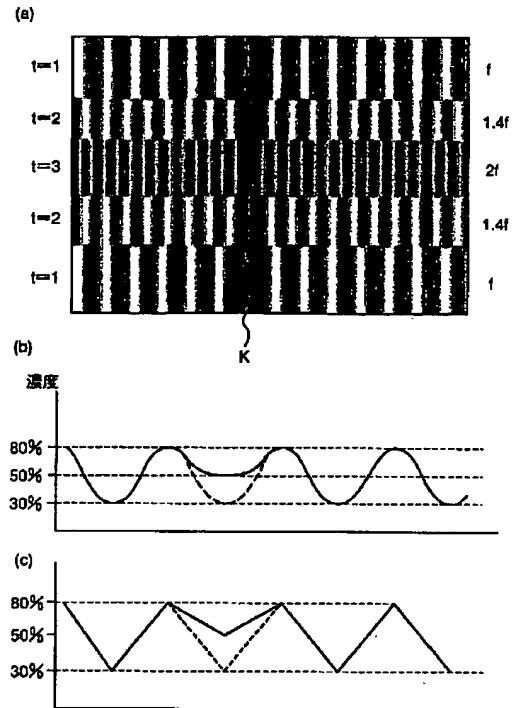 (a)
t=1 f
t=2 1.4f
t=3 2f
t=2 1.4f
t=1 f
K
(b)
濃度
80%
50%
30%
(c)
80%
50%
30%